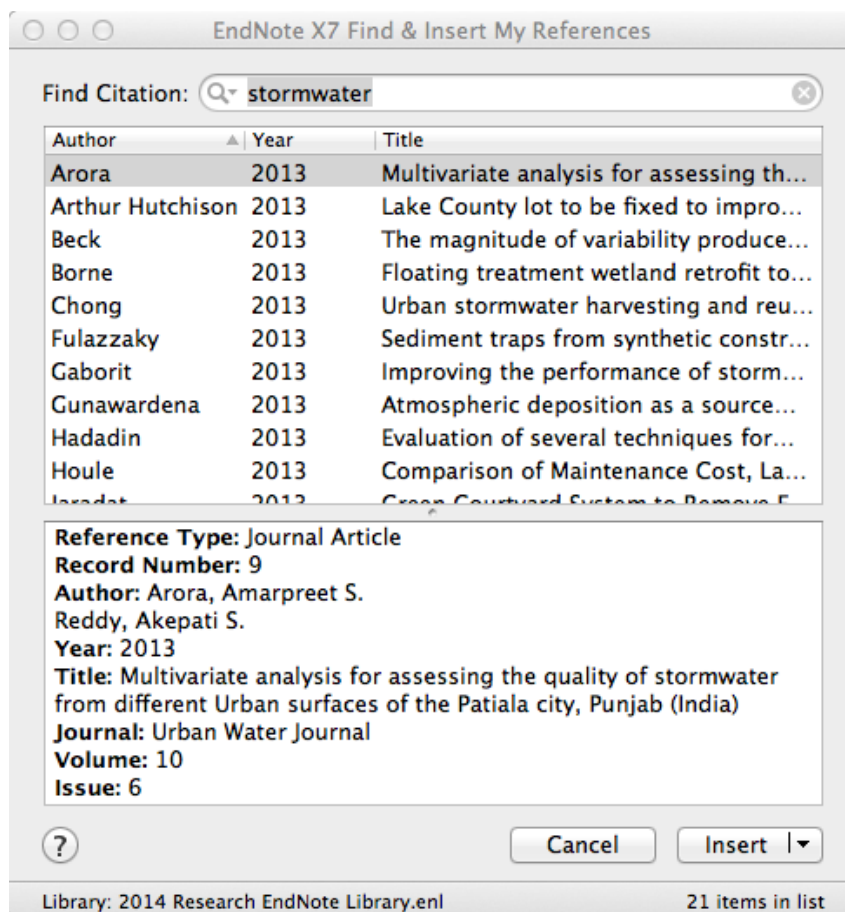 EndNote X7 Find & Insert My References
Find Citation: stormwater
Author Year Title
Arora 2013 Multivariate analysis for assessing th...
Arthur Hutchison 2013 Lake County lot to be fixed to impro...
Beck 2013 The magnitude of variability produce...
Borne 2013 Floating treatment wetland retrofit to...
Chong 2013 Urban stormwater harvesting and reu...
Fulazzaky 2013 Sediment traps from synthetic constr...
Gaborit 2013 Improving the performance of storm...
Gunawardena 2013 Atmospheric deposition as a source...
Hadadin 2013 Evaluation of several techniques for...
Houle 2013 Comparison of Maintenance Cost, La...
Jaradat 2013 Green Courtyard System to Remove F...
Reference Type: Journal Article
Record Number: 9
Author: Arora, Amarpreet S.
Reddy, Akepati S.
Year: 2013
Title: Multivariate analysis for assessing the quality of stormwater
from different Urban surfaces of the Patiala city, Punjab (India)
Journal: Urban Water Journal
Volume: 10
Issue: 6
?
Cancel Insert
Library: 2014 Research EndNote Library.enl 21 items in list